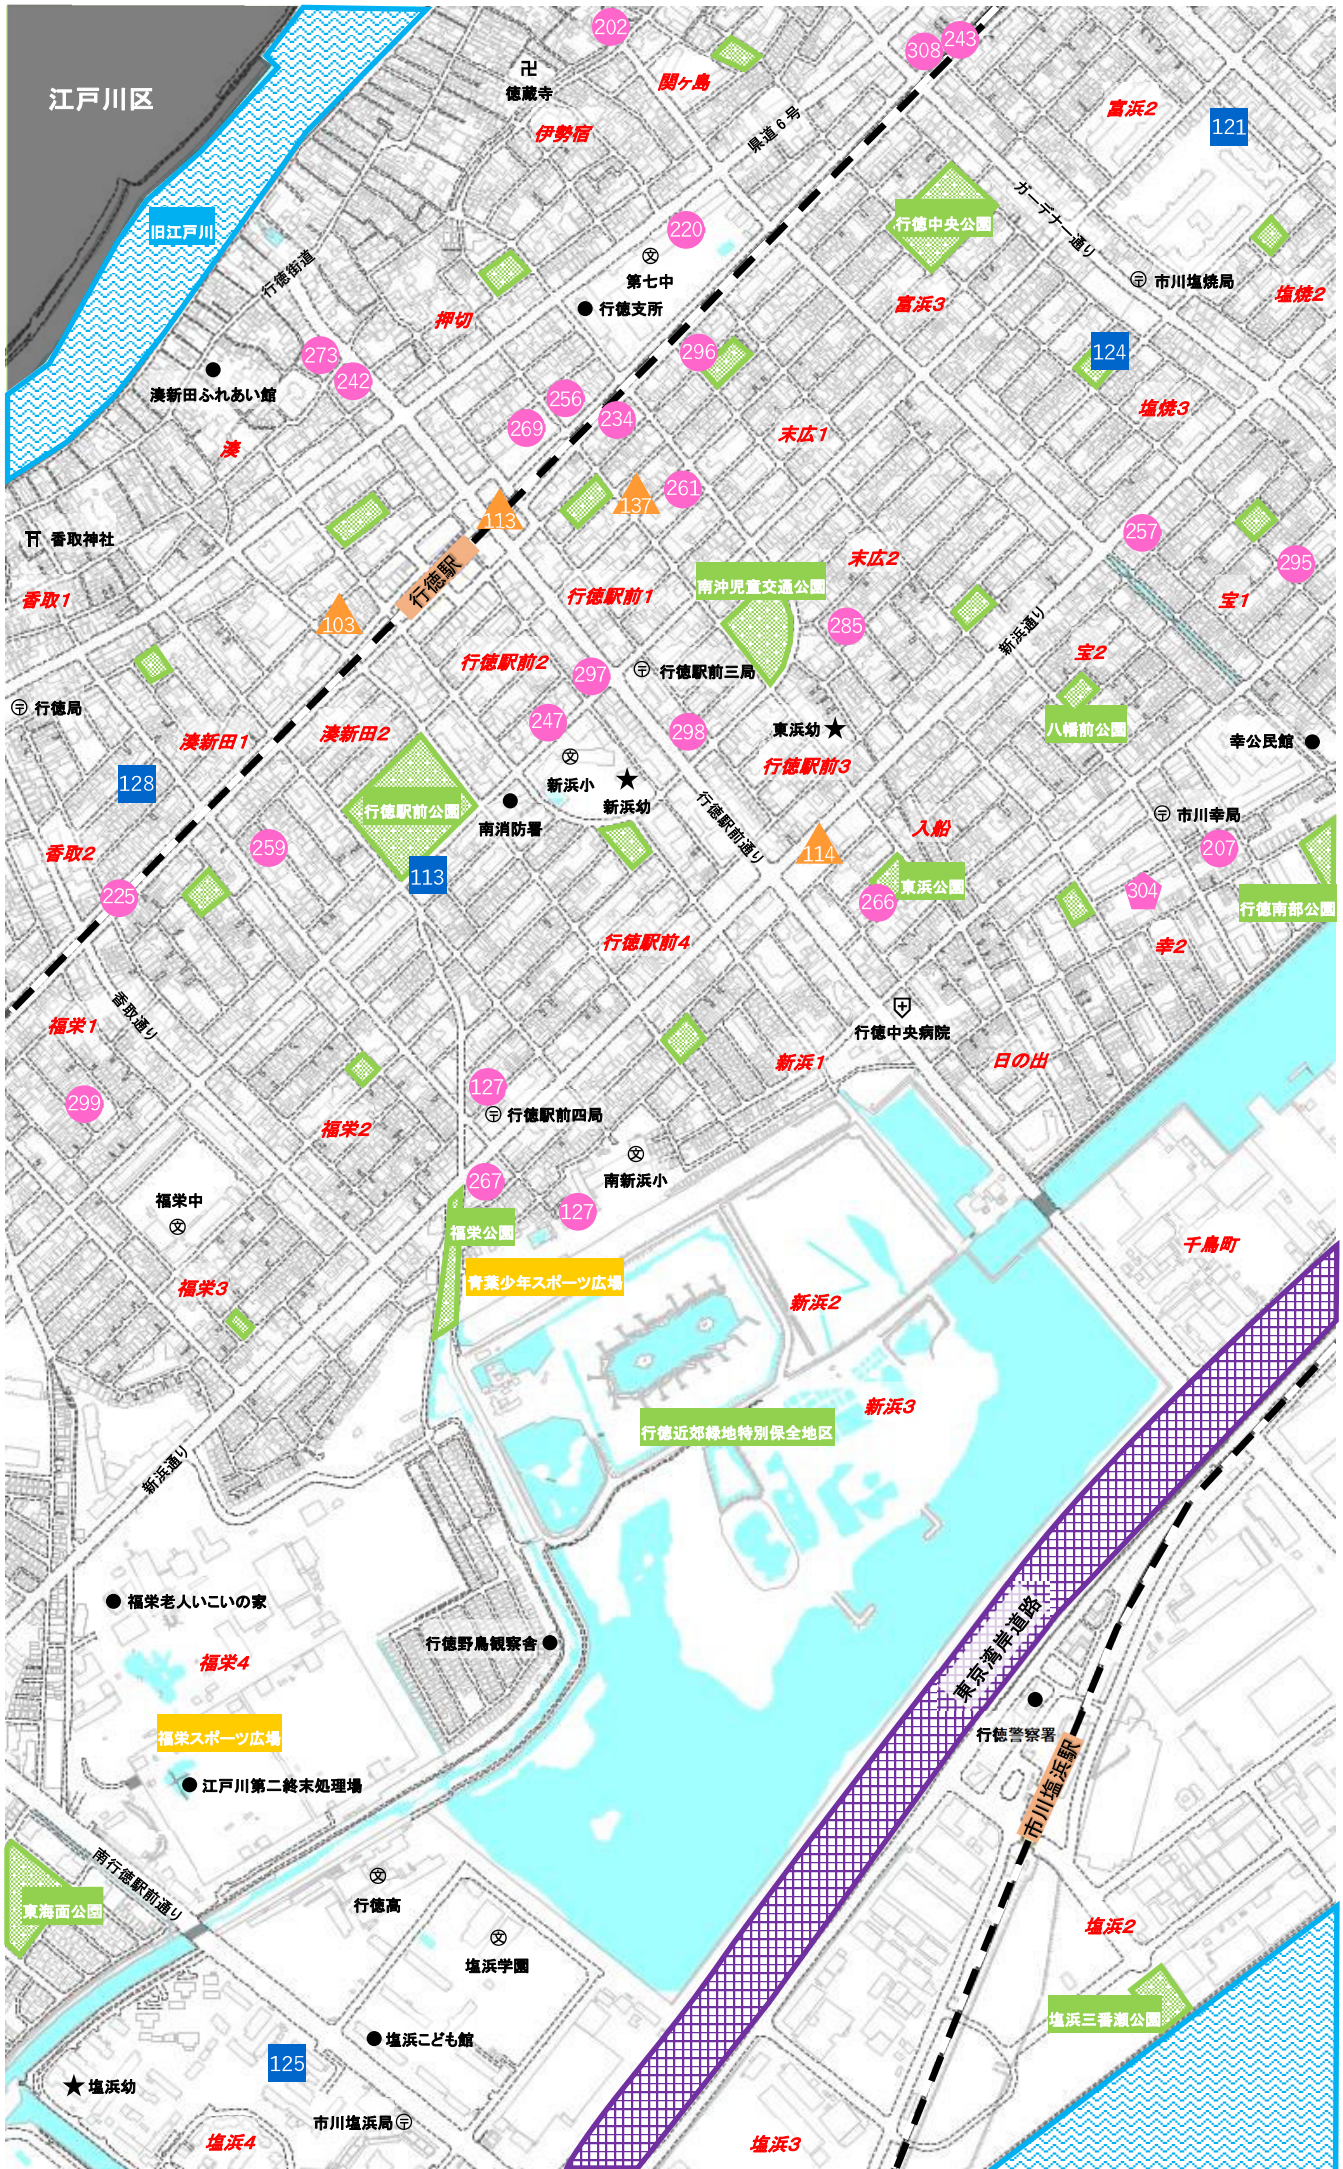 202
308
243
卍
徳蔵寺
関ヶ島
江戸川区
県道6号
富浜2
121
伊勢宿
ガーデナー通り
旧江戸川
220
行徳中央公園
文
第七中
行徳街道
〒
市川塩焼局
塩焼2
押切
行徳支所
富浜3
273
242
296
124
湊新田ふれあい館
256
269
234
塩焼3
湊
末広1
137
261
113
257
香取神社
行徳駅
末広2
295
南沖児童交通公園
香取1
103
行徳駅前1
285
新浜通り
宝1
行徳駅前2
297
〒
行徳駅前三局
宝2
〒
行徳局
湊新田1
湊新田2
247
298
東浜幼
八幡前公園
幸公民館
128
文
新浜小
新浜幼
行徳駅前3
行徳駅前公園
南消防署
行徳駅前通り
入船
〒
市川幸局
香取2
259
114
207
113
225
東浜公園
266
304
行徳南部公園
行徳駅前4
幸2
香取通り
福栄1
行徳中央病院
新浜1
日の出
299
127
〒
行徳駅前四局
福栄2
文
南新浜小
267
福栄中
文
127
福栄公園
千鳥町
青葉少年スポーツ広場
福栄3
新浜2
新浜3
行徳近郊緑地特別保全地区
新浜通り
福栄老人いこいの家
東京湾岸道路
行徳野鳥観察舎
福栄4
福栄スポーツ広場
行徳警察署
市川塩浜駅
江戸川第二終末処理場
南行徳駅前通り
文
行徳高
東海面公園
塩浜2
文
塩浜学園
塩浜三番瀬公園
塩浜こども館
125
塩浜幼
市川塩浜局
〒
塩浜4
塩浜3